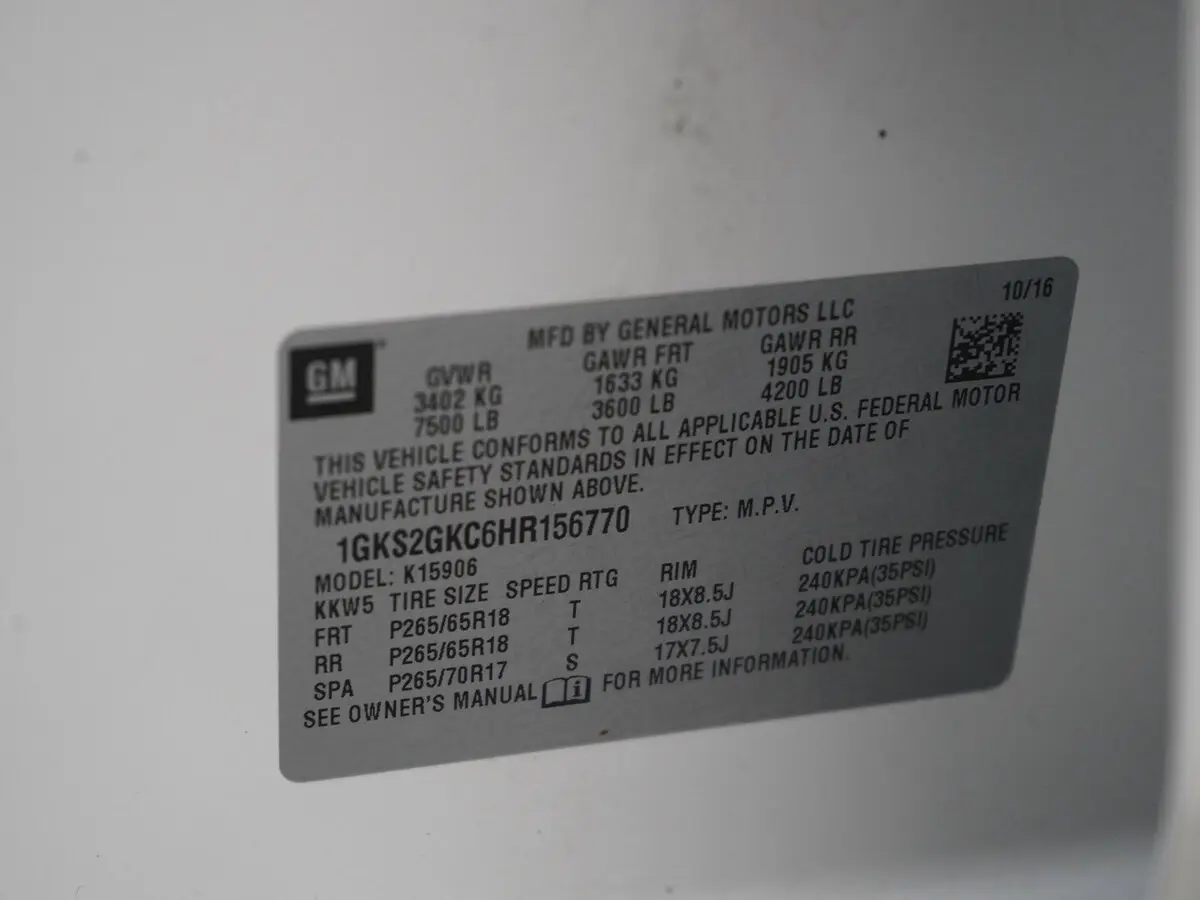 10/16
MFD BY GENERAL MOTORS LLC
GM
GVWR GAWR FRT GAWR RR
3402 KG 1633 KG 1905 KG
7500 LB 3600 LB 4200 LB
THIS VEHICLE CONFORMS TO ALL APPLICABLE U.S. FEDERAL MOTOR
VEHICLE SAFETY STANDARDS IN EFFECT ON THE DATE OF
MANUFACTURE SHOWN ABOVE.
1GKS2GKC6HR156770 TYPE: M.P.V.
MODEL: K15906
KKW5 TIRE SIZE SPEED RTG RIM COLD TIRE PRESSURE
FRT P265/65R18 T 18X8.5J 240KPA(35PSI)
RR P265/65R18 T 18X8.5J 240KPA(35PSI)
SPA P265/70R17 S 17X7.5J 240KPA(35PSI)
SEE OWNER'S MANUAL i FOR MORE INFORMATION.